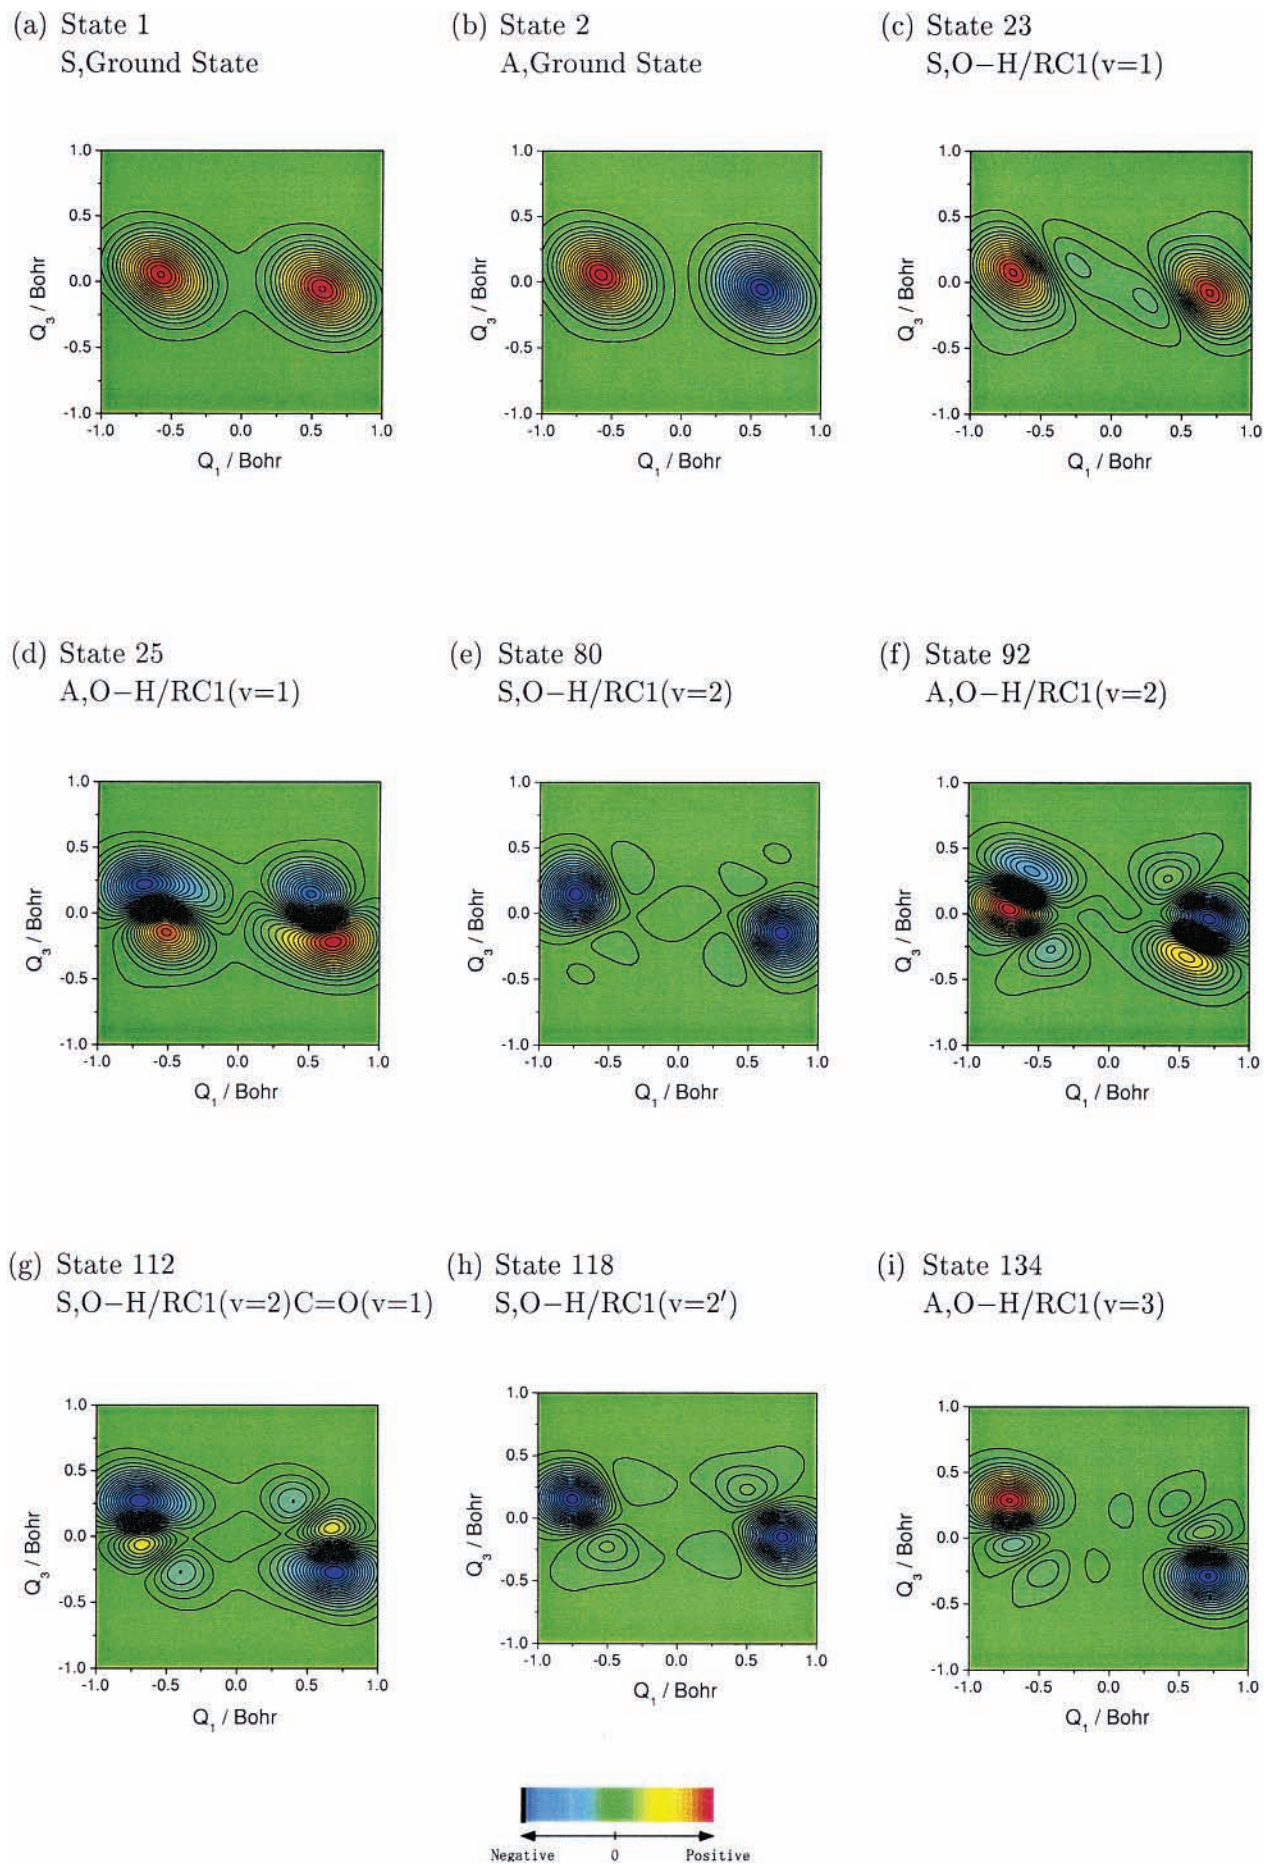 (a) State 1
S,Ground State
(b) State 2
A,Ground State
(c) State 23
S,O−H/RC1(v=1)
1.0
0.5
0.0
-0.5
-1.0
Q3 / Bohr
-1.0 -0.5 0.0 0.5 1.0
Q1 / Bohr
1.0
0.5
0.0
-0.5
-1.0
Q3 / Bohr
-1.0 -0.5 0.0 0.5 1.0
Q1 / Bohr
1.0
0.5
0.0
-0.5
-1.0
Q3 / Bohr
-1.0 -0.5 0.0 0.5 1.0
Q1 / Bohr
(d) State 25
A,O−H/RC1(v=1)
(e) State 80
S,O−H/RC1(v=2)
(f) State 92
A,O−H/RC1(v=2)
1.0
0.5
0.0
-0.5
-1.0
Q3 / Bohr
-1.0 -0.5 0.0 0.5 1.0
Q1 / Bohr
1.0
0.5
0.0
-0.5
-1.0
Q3 / Bohr
-1.0 -0.5 0.0 0.5 1.0
Q1 / Bohr
1.0
0.5
0.0
-0.5
-1.0
Q3 / Bohr
-1.0 -0.5 0.0 0.5 1.0
Q1 / Bohr
(g) State 112
S,O−H/RC1(v=2)C=O(v=1)
(h) State 118
S,O−H/RC1(v=2′)
(i) State 134
A,O−H/RC1(v=3)
1.0
0.5
0.0
-0.5
-1.0
Q3 / Bohr
-1.0 -0.5 0.0 0.5 1.0
Q1 / Bohr
1.0
0.5
0.0
-0.5
-1.0
Q3 / Bohr
-1.0 -0.5 0.0 0.5 1.0
Q1 / Bohr
1.0
0.5
0.0
-0.5
-1.0
Q3 / Bohr
-1.0 -0.5 0.0 0.5 1.0
Q1 / Bohr
Negative 0 Positive